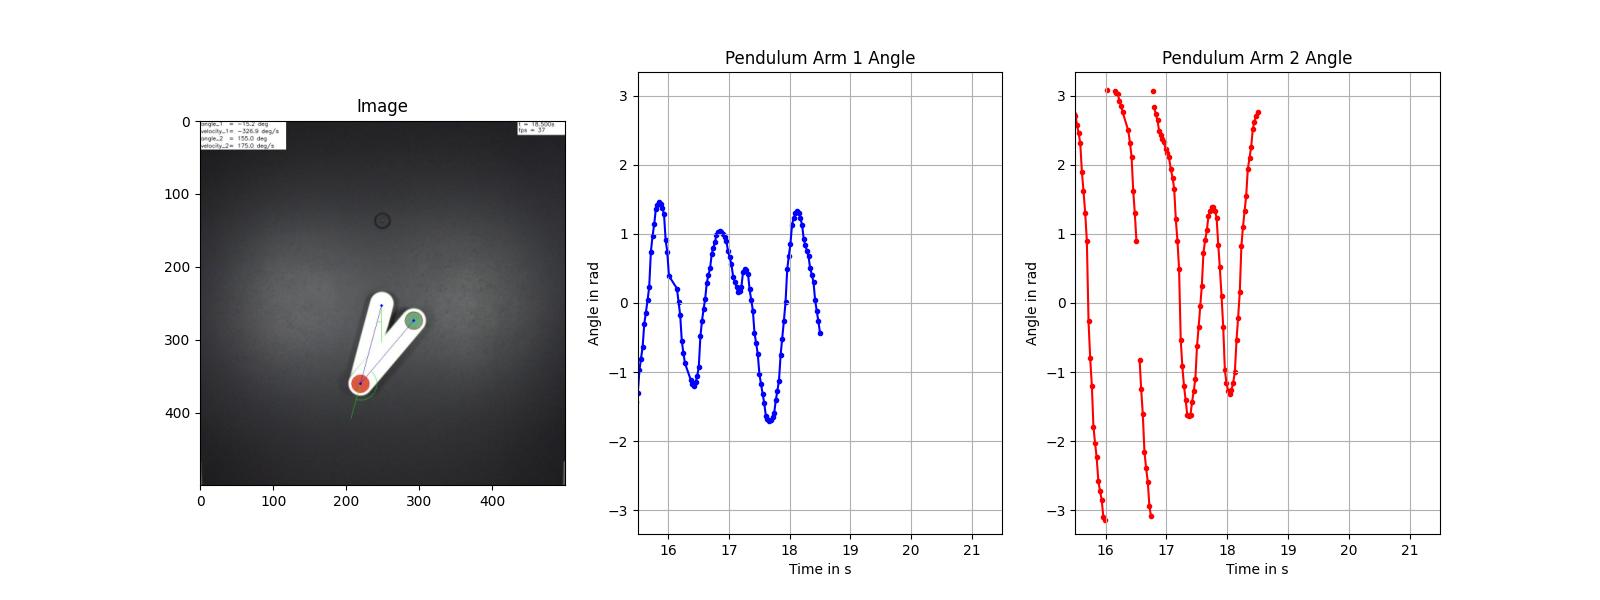 Image
Pendulum Arm 1 Angle
Pendulum Arm 2 Angle
angle_1 = -15.2 deg
velocity_1= -326.9 deg/s
angle_2 = 155.0 deg
velocity_2= 175.0 deg/s
t = 18.500s
fps = 37
0
100
200
300
400
0 100 200 300 400
Angle in rad
3
2
1
0
−1
−2
−3
16 17 18 19 20 21
Time in s
Angle in rad
3
2
1
0
−1
−2
−3
16 17 18 19 20 21
Time in s